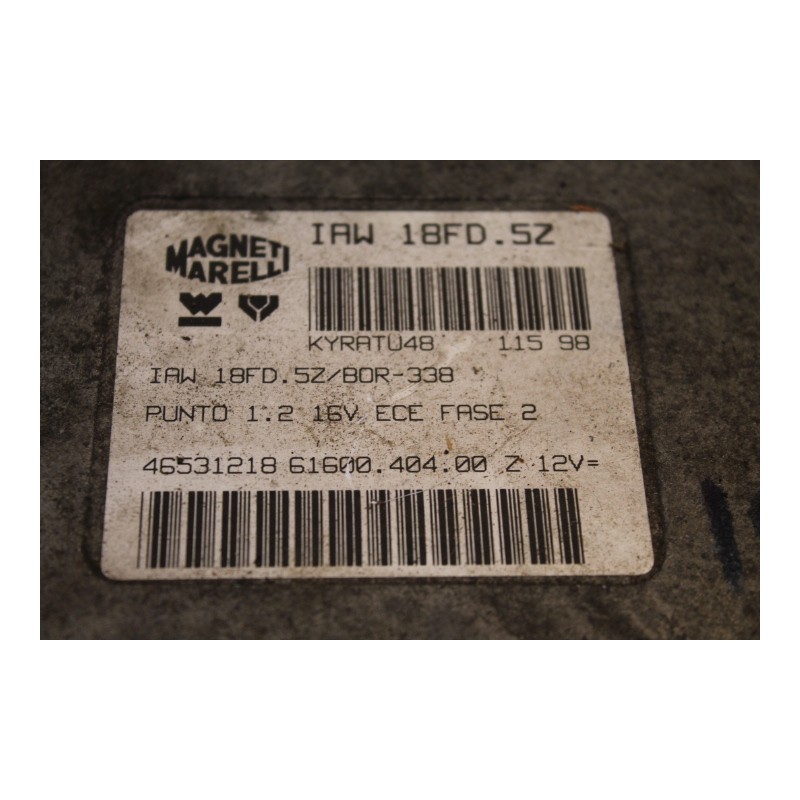 IAW 18FD.5Z
MAGNETI
MARELLI
KYRATU48 115 98
IAW 18FD.5Z/BOR-338
PUNTO 1.2 16V ECE FASE 2
46531218 61600.404.00 Z 12V=